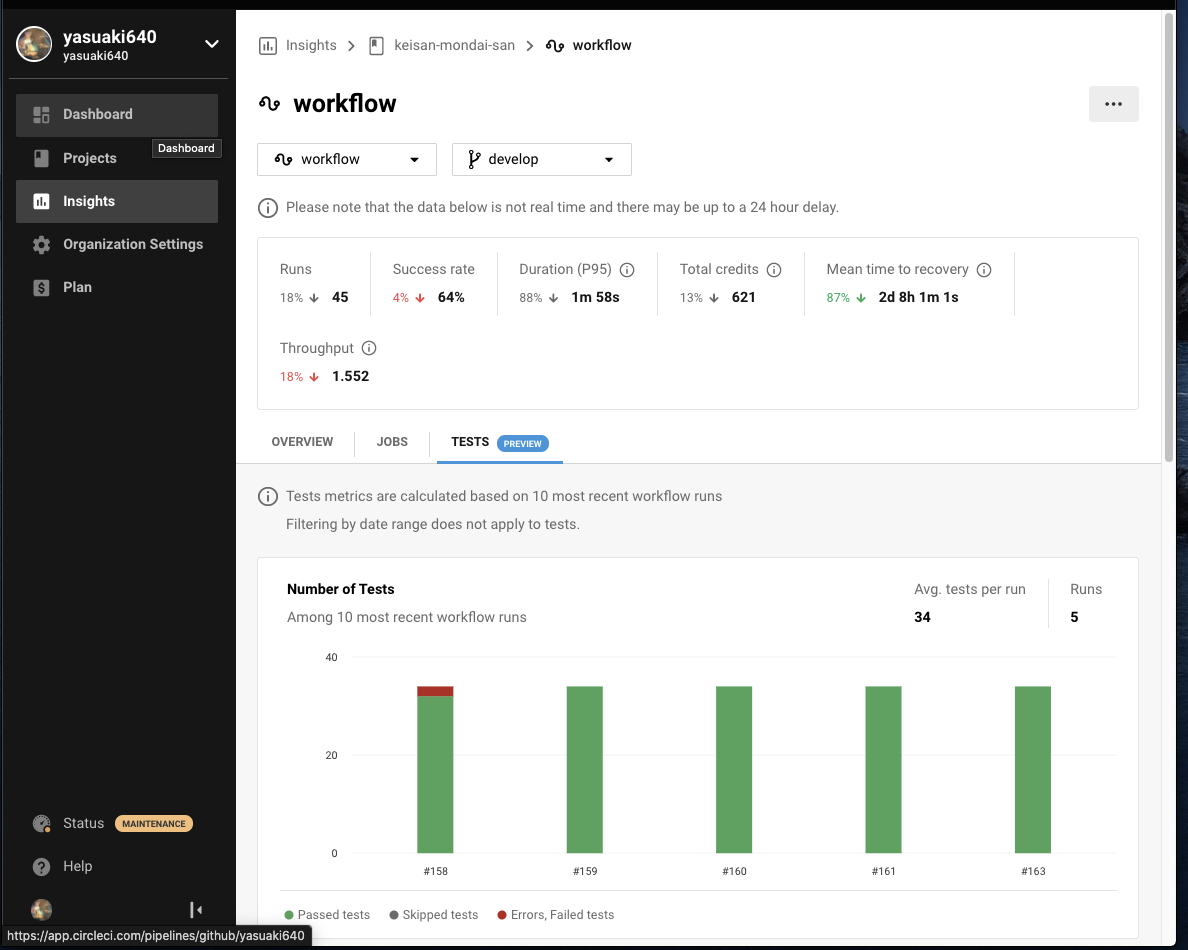 yasuaki640
yasuaki640
Dashboard
Projects
Dashboard
Insights
Organization Settings
Plan
Status MAINTENANCE
Help
https://app.circleci.com/pipelines/github/yasuaki640
Insights > keisan-mondai-san > workflow
workflow
workflow develop
Please note that the data below is not real time and there may be up to a 24 hour delay.
Runs
18% 45
Success rate
4% 64%
Duration (P95)
88% 1m 58s
Total credits
13% 621
Mean time to recovery
87% 2d 8h 1m 1s
Throughput
18% 1.552
OVERVIEW JOBS TESTS PREVIEW
Tests metrics are calculated based on 10 most recent workflow runs
Filtering by date range does not apply to tests.
Number of Tests
Among 10 most recent workflow runs
Avg. tests per run
34
Runs
5
40
20
0
#158 #159 #160 #161 #163
Passed tests Skipped tests Errors, Failed tests